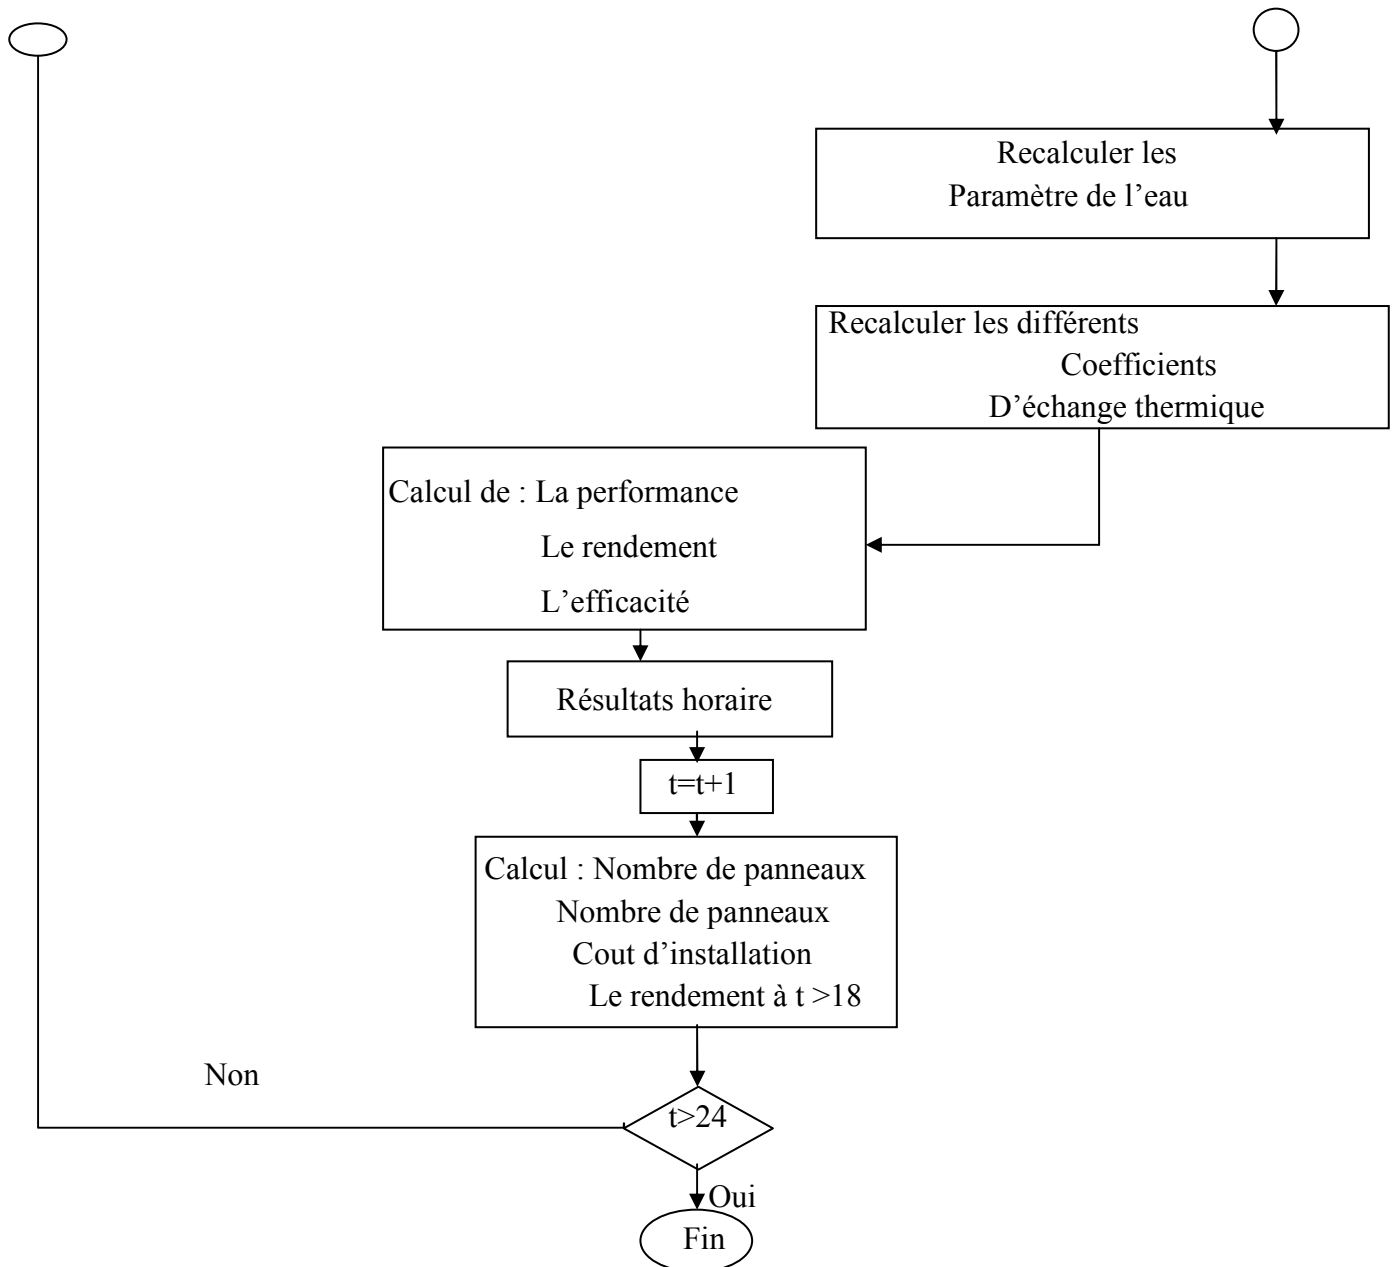 Recalculer les
Paramètre de l’eau
Recalculer les différents
Coefficients
D’échange thermique
Calcul de : La performance
Le rendement
L’efficacité
Résultats horaire
t=t+1
Calcul : Nombre de panneaux
Nombre de panneaux
Cout d’installation
Le rendement à t >18
Non
t>24
Oui
Fin